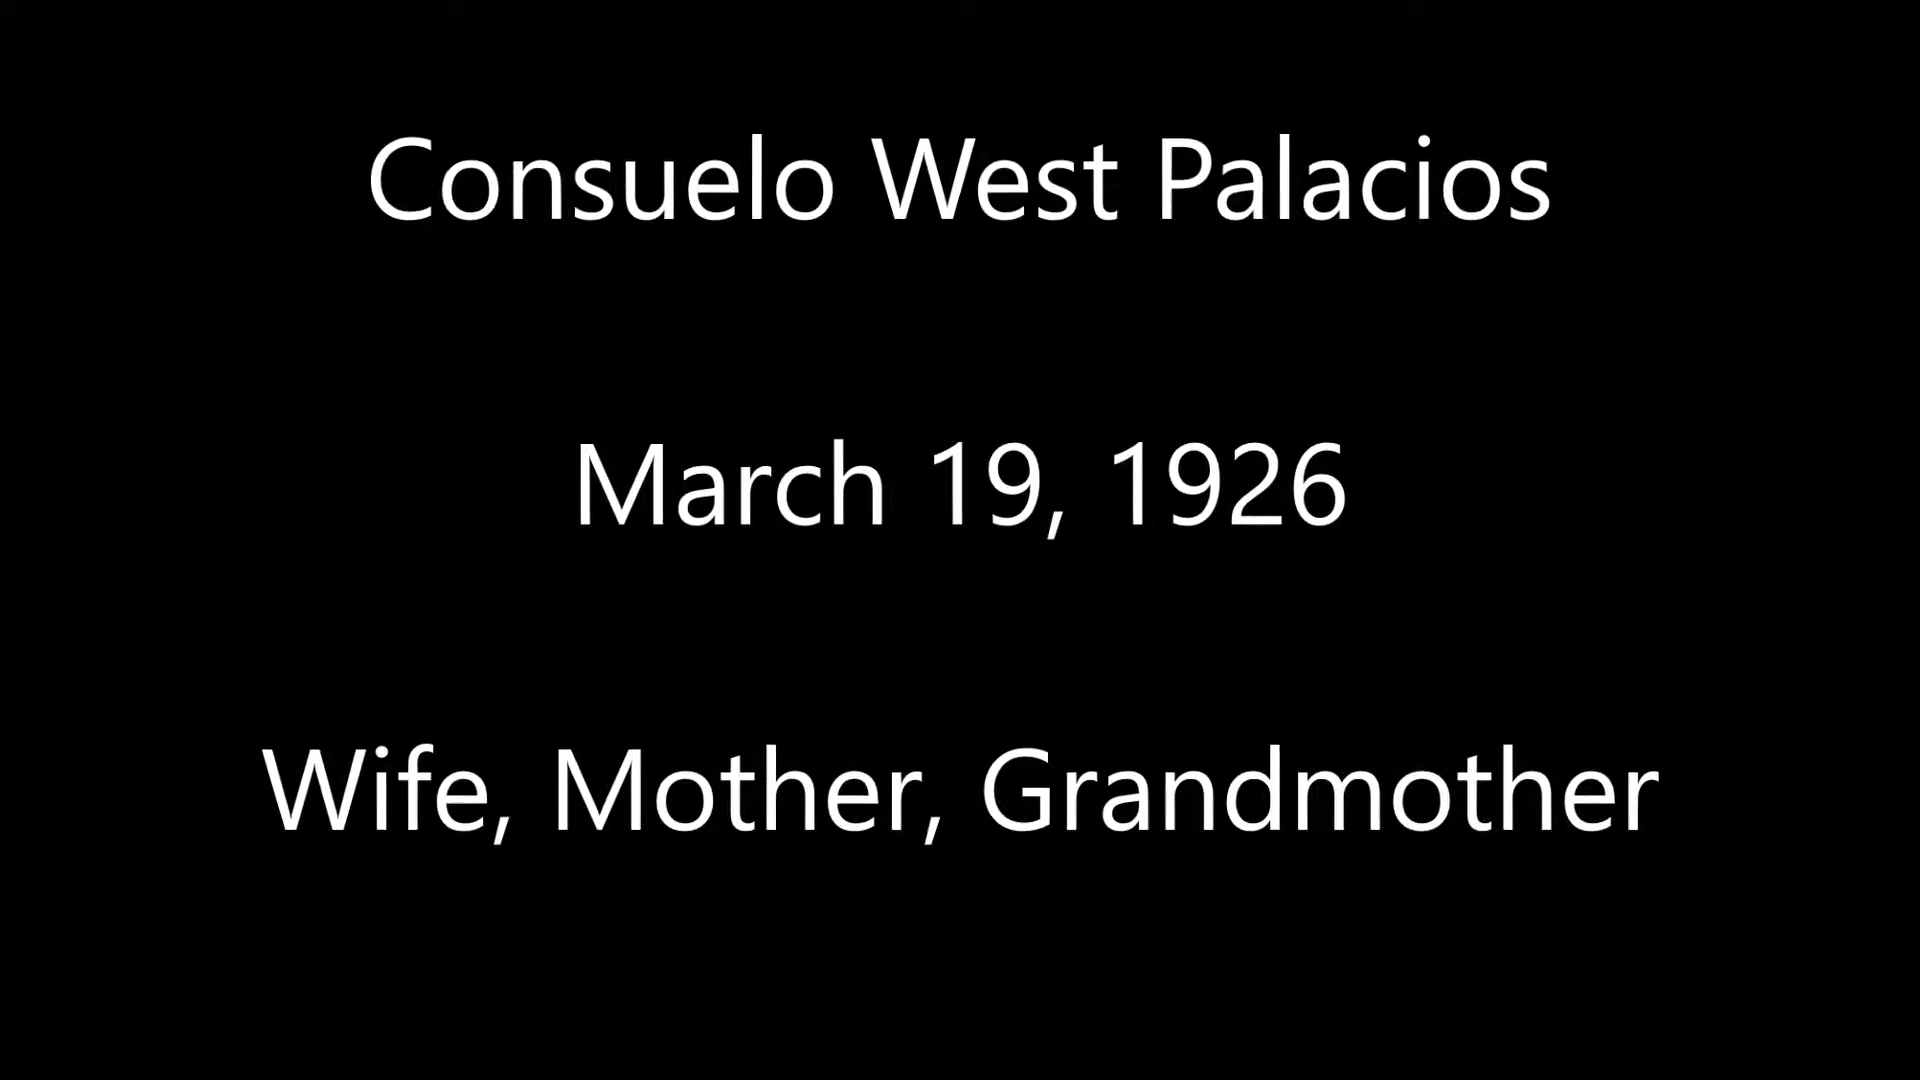 Consuelo West Palacios
March 19, 1926
Wife, Mother, Grandmother